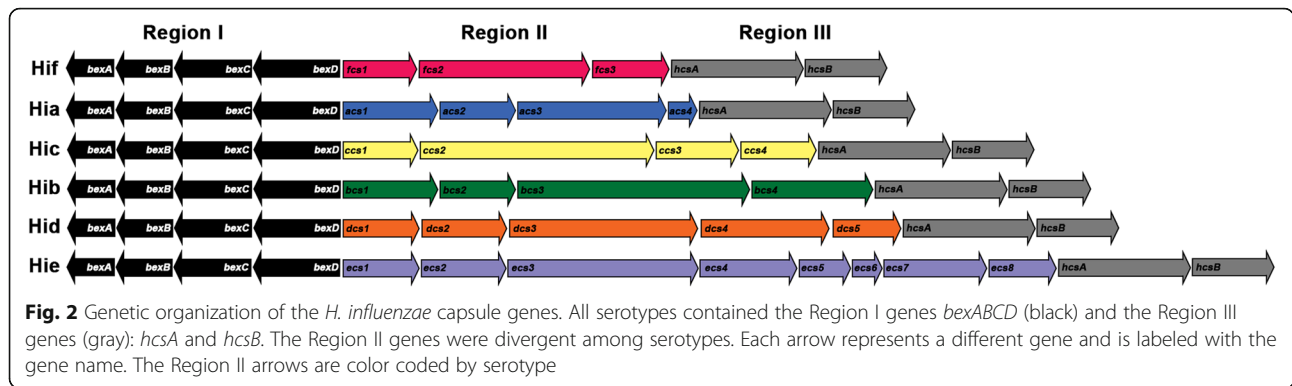 Region I Region II Region III
Hif bexA bexB bexC bexD fcs1 fcs2 fcs3 hcsA hcsB
Hia bexA bexB bexC bexD acs1 acs2 acs3 acs4 hcsA hcsB
Hic bexA bexB bexC bexD ccs1 ccs2 ccs3 ccs4 hcsA hcsB
Hib bexA bexB bexC bexD bcs1 bcs2 bcs3 bcs4 hcsA hcsB
Hid bexA bexB bexC bexD dcs1 dcs2 dcs3 dcs4 dcs5 hcsA hcsB
Hie bexA bexB bexC bexD ecs1 ecs2 ecs3 ecs4 ecs5 ecs6 ecs7 ecs8 hcsA hcsB
Fig. 2 Genetic organization of the H. influenzae capsule genes. All serotypes contained the Region I genes bexABCD (black) and the Region III
genes (gray): hcsA and hcsB. The Region II genes were divergent among serotypes. Each arrow represents a different gene and is labeled with the
gene name. The Region II arrows are color coded by serotype